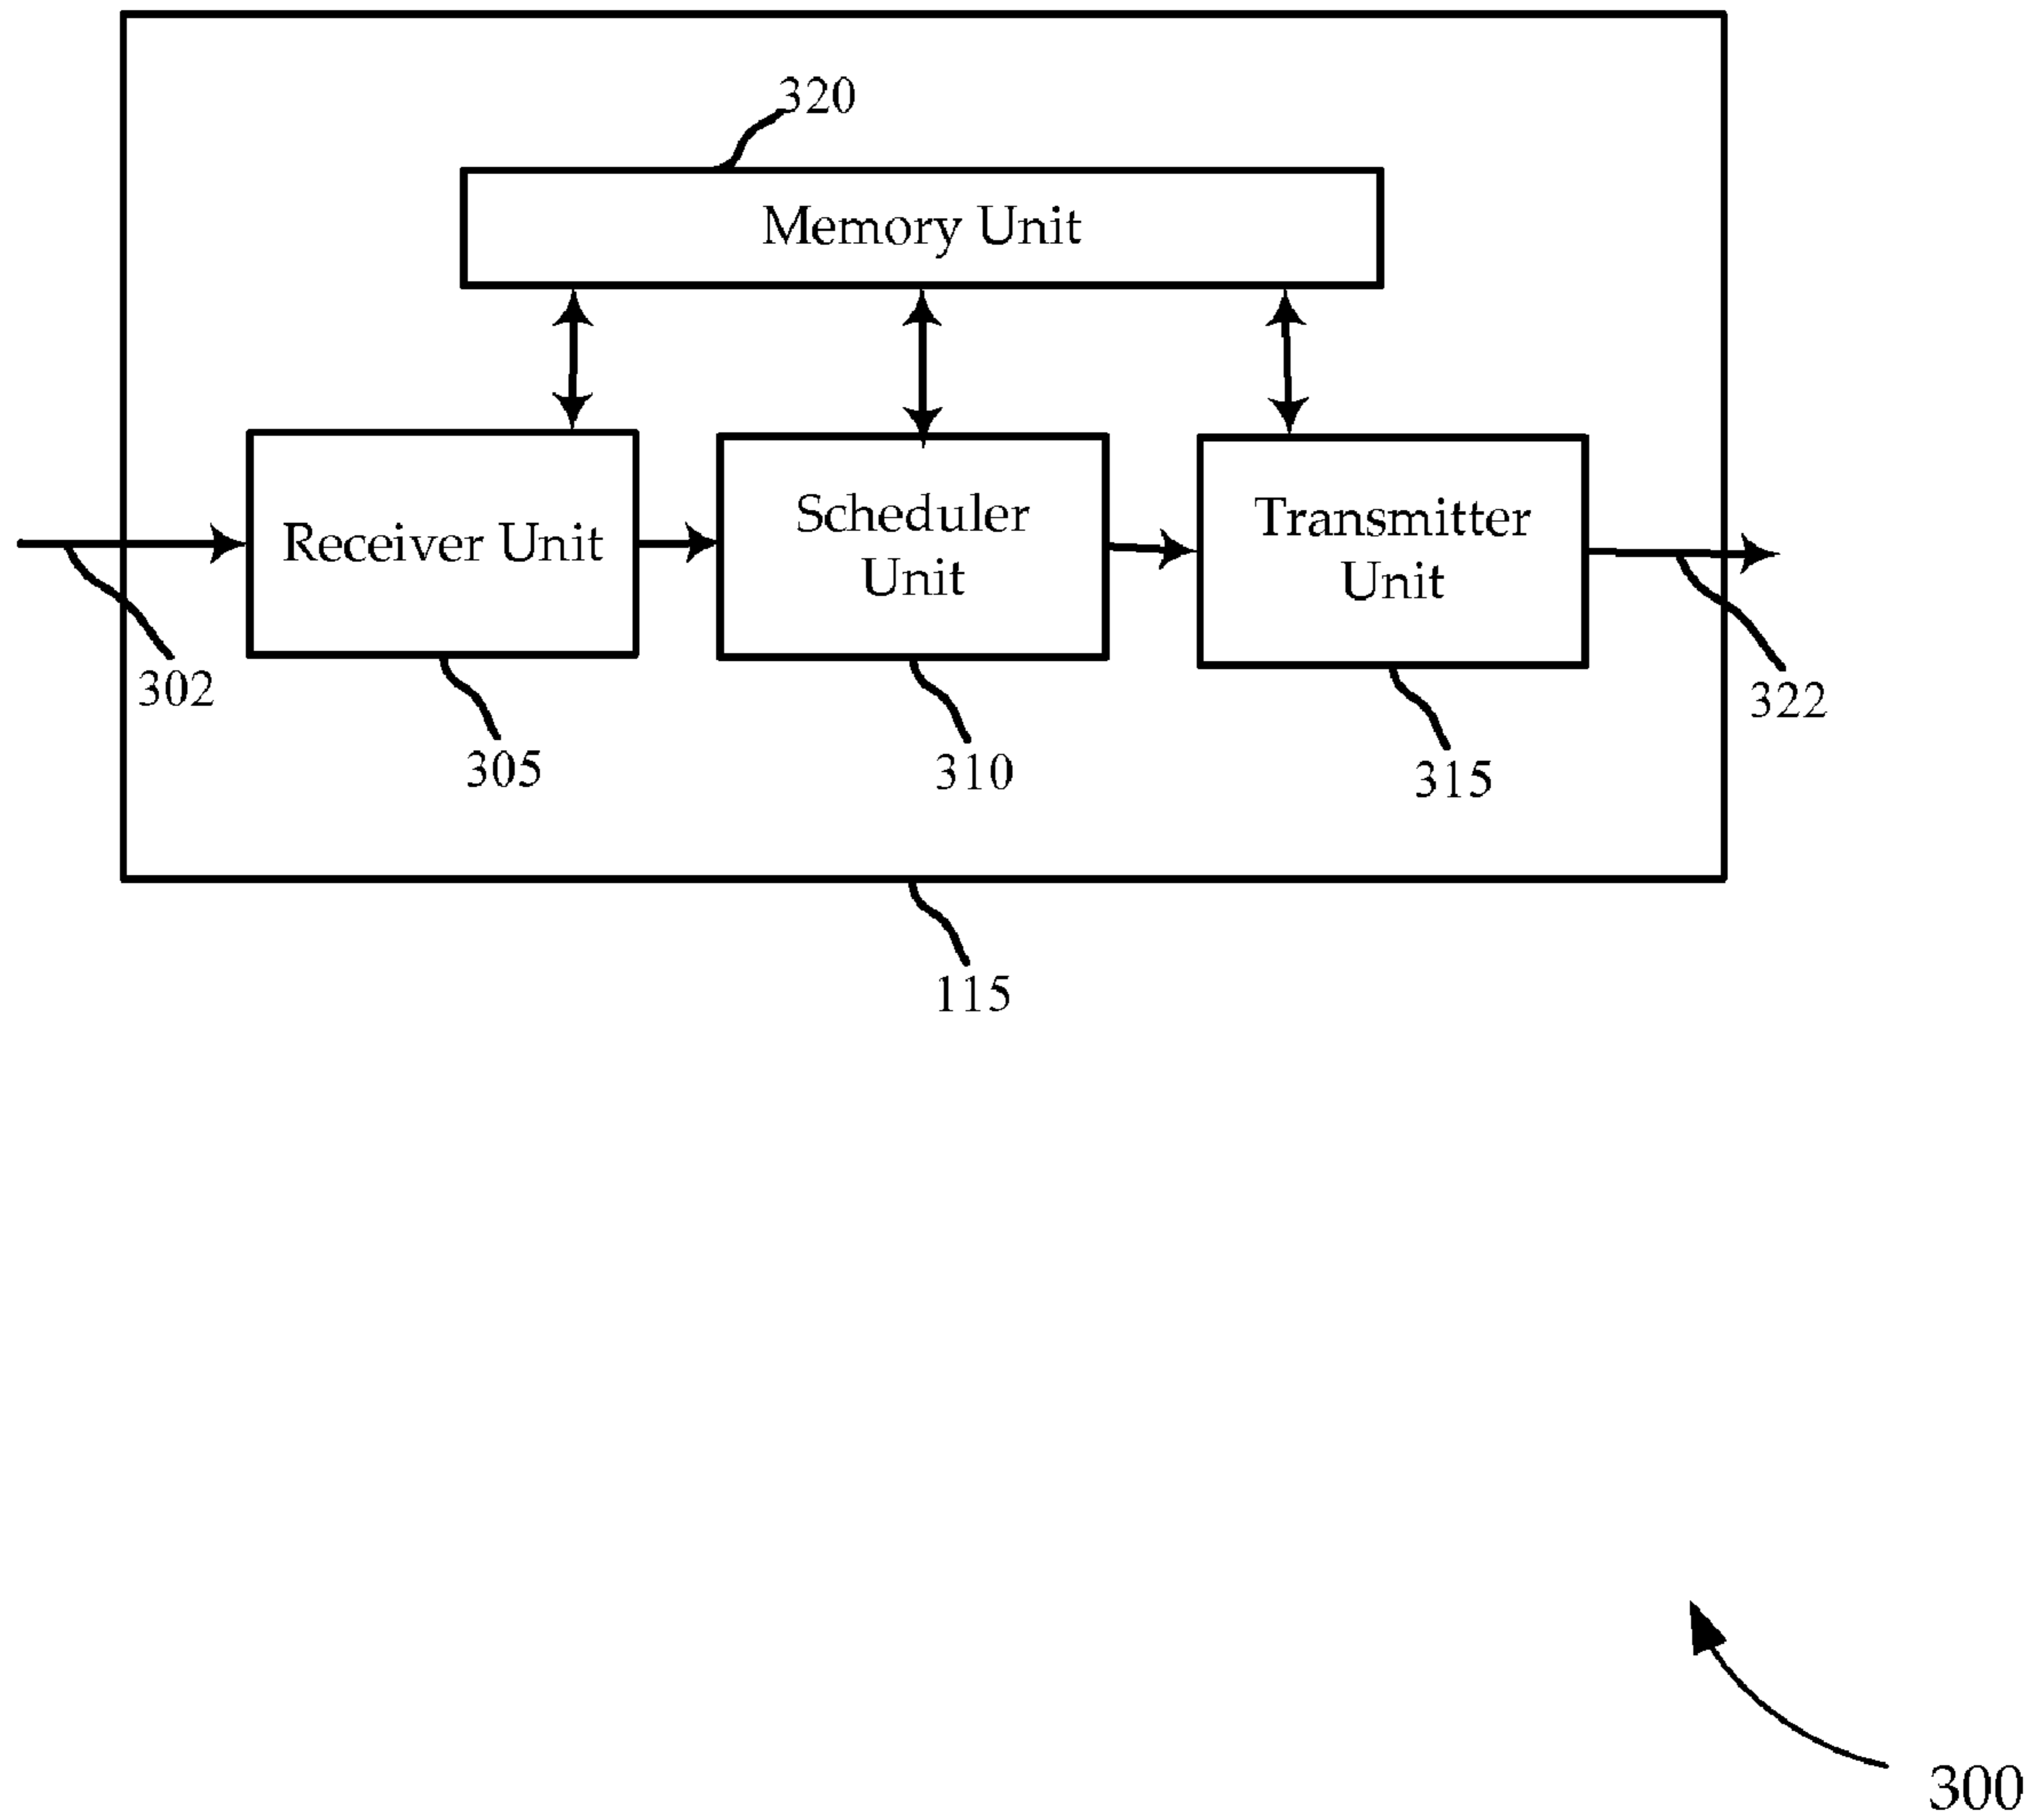 320
Memory Unit
Receiver Unit
Scheduler
Unit
Transmitter
Unit
302
322
305
310
315
115
300